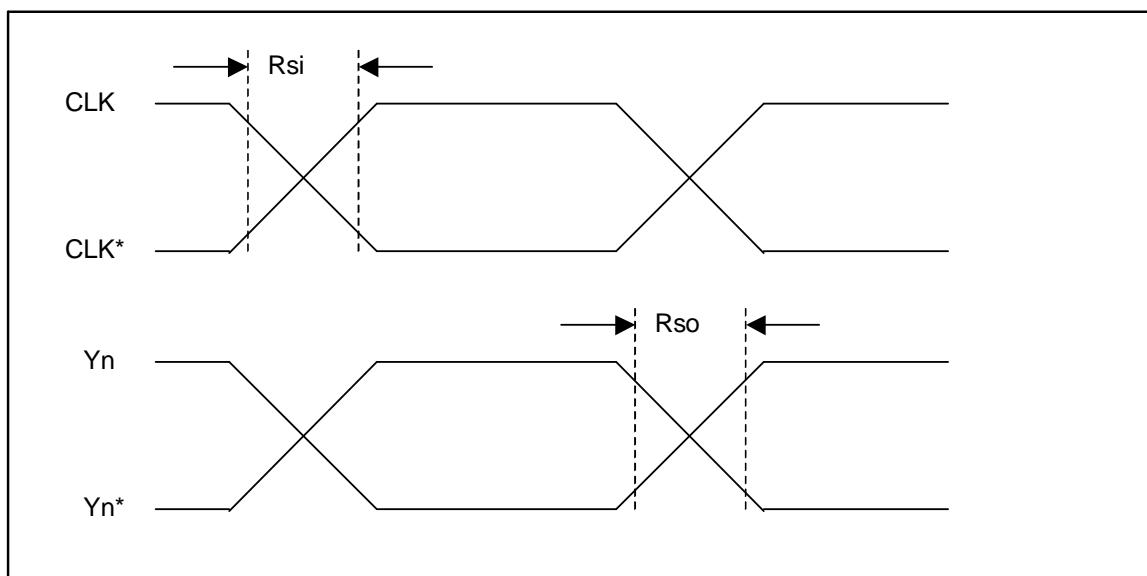 Rsi
CLK
CLK*
Rso
Yn
Yn*